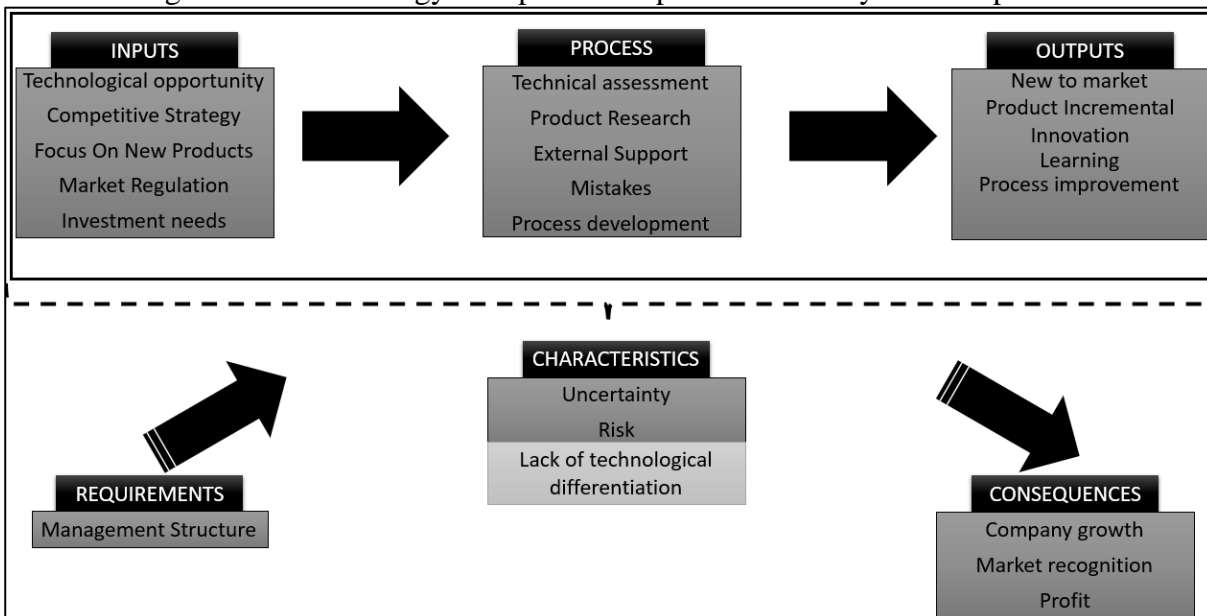 INPUTS
Technological opportunity
Competitive Strategy
Focus On New Products
Market Regulation
Investment needs
PROCESS
Technical assessment
Product Research
External Support
Mistakes
Process development
OUTPUTS
New to market
Product Incremental
Innovation
Learning
Process improvement
CHARACTERISTICS
Uncertainty
Risk
Lack of technological
differentiation
REQUIREMENTS
Management Structure
CONSEQUENCES
Company growth
Market recognition
Profit